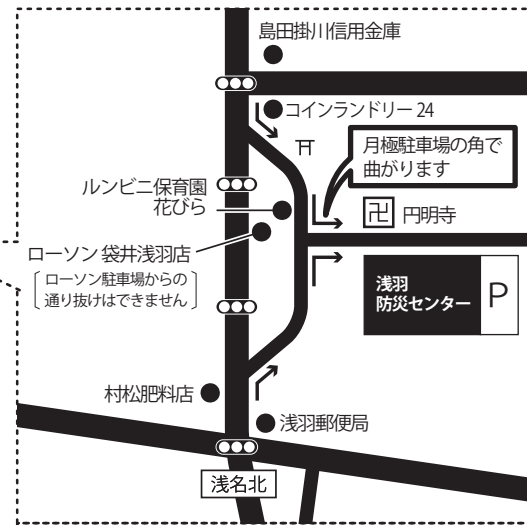 島田掛川信用金庫
コインランドリー 24
月極駐車場の角で
曲がります
ルンビニ保育園
花びら
円明寺
ローソン 袋井浅羽店
ローソン駐車場からの
通り抜けはできません
浅羽
防災センター
P
村松肥料店
浅羽郵便局
浅名北